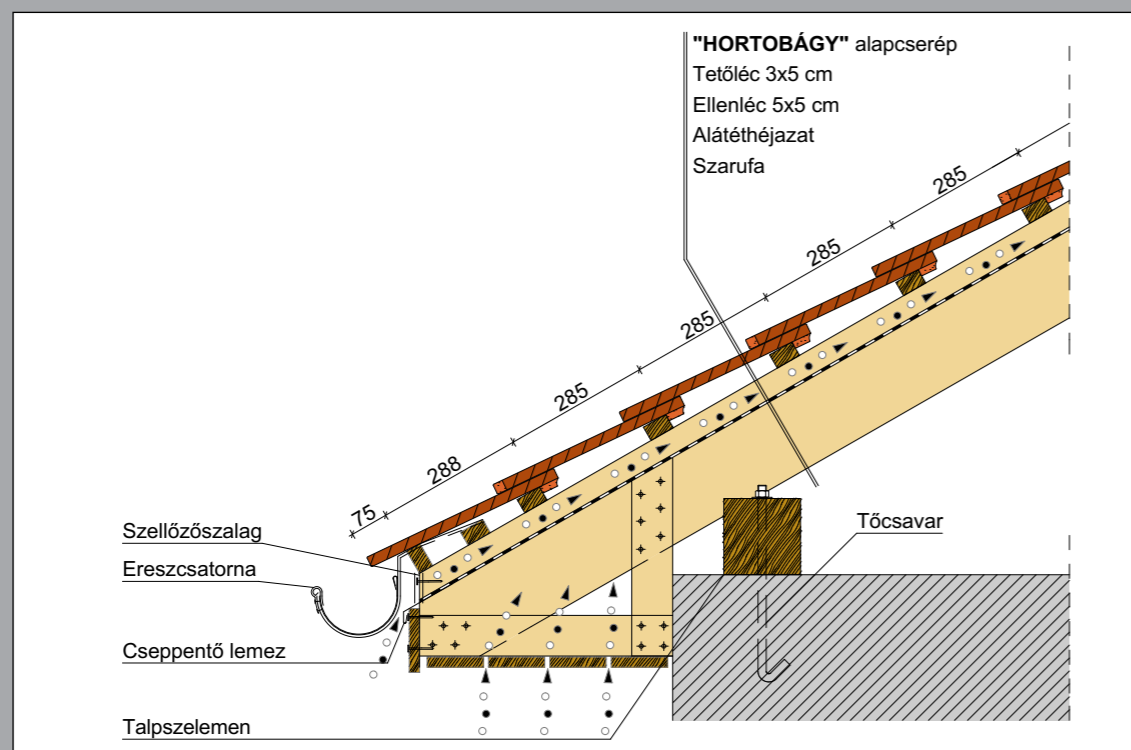 "HORTOBÁGY" alapcserép
Tetőléc 3x5 cm
Ellenléc 5x5 cm
Alátéthéjazat
Szarufa
285
285
285
285
288
75
Szellőzőszalag
Ereszcsatorna
Tőcsavar
Cseppentő lemez
Talpszelemen